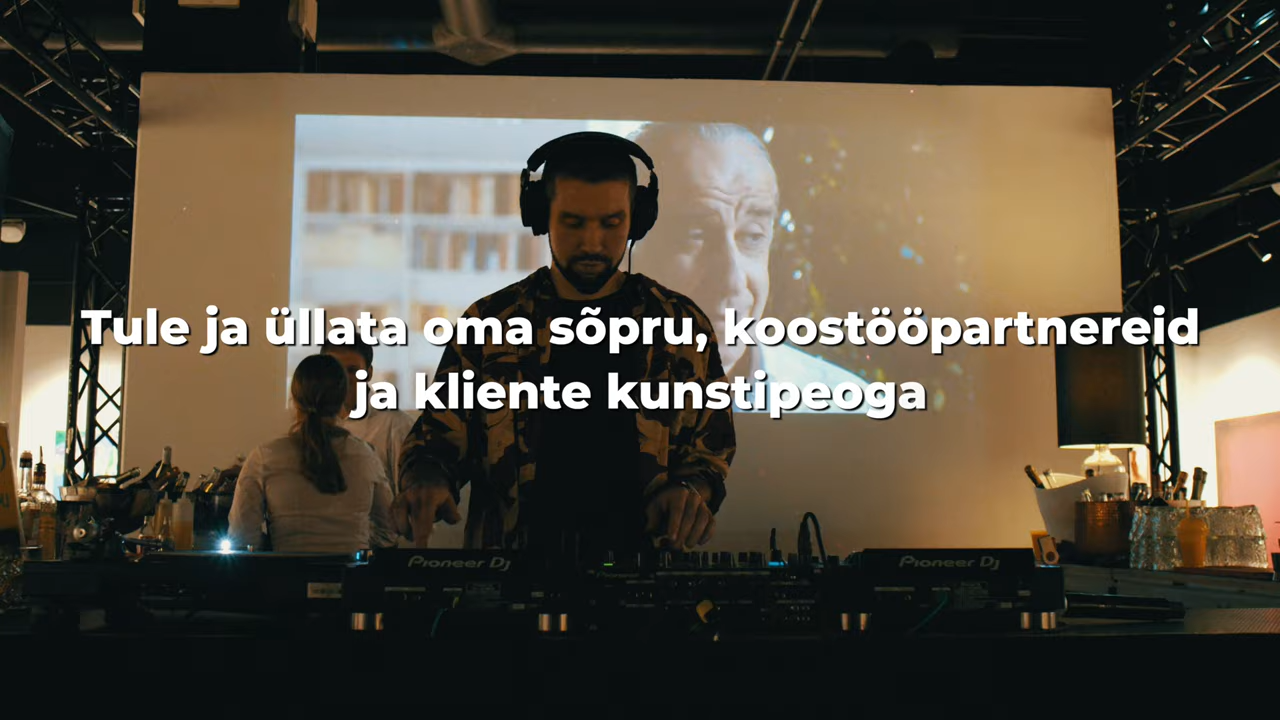 Tule ja üllata oma sõpru, koostööpartnereid
ja kliente kunstipeoga
Pioneer Dj
Pioneer Dj